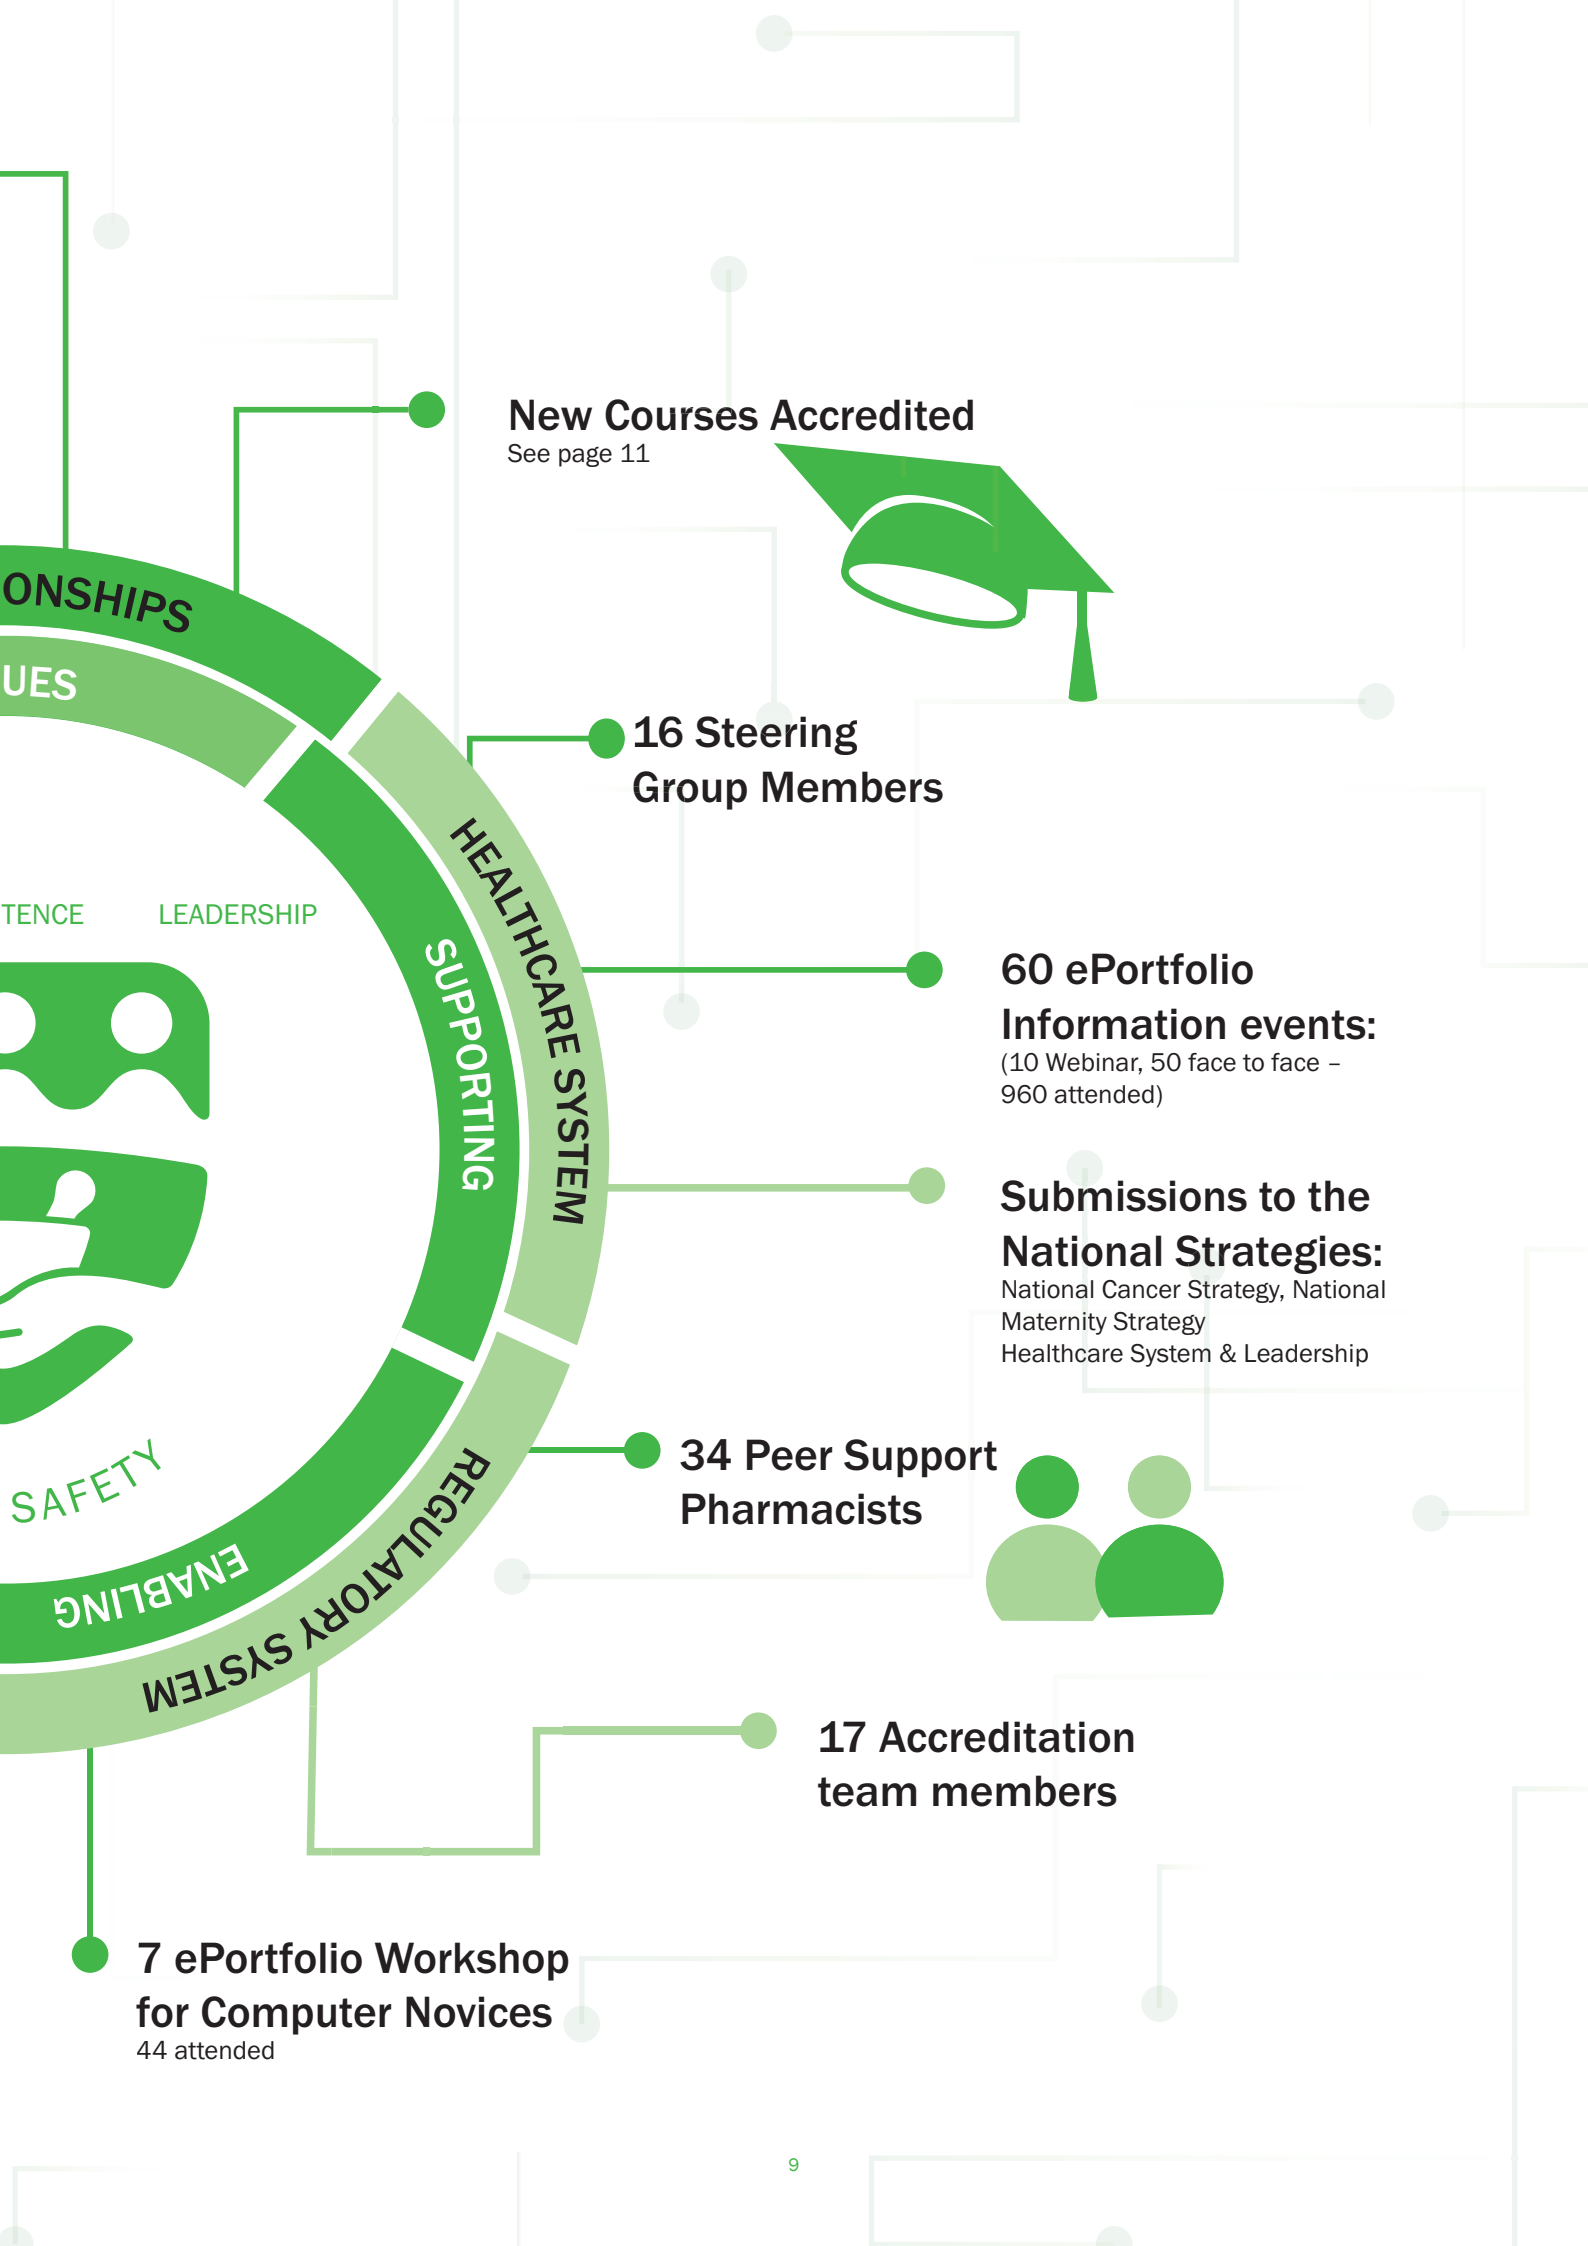 New Courses Accredited
See page 11
ONSHIPS
UES
16 Steering
Group Members
HEALTHCARE SYSTEM
TENCE
LEADERSHIP
SUPPORTING
60 ePortfolio
Information events:
(10 Webinar, 50 face to face –
960 attended)
Submissions to the
National Strategies:
National Cancer Strategy, National
Maternity Strategy
Healthcare System & Leadership
34 Peer Support
Pharmacists
SAFETY
ENABLING
REGULATORY SYSTEM
17 Accreditation
team members
7 ePortfolio Workshop
for Computer Novices
44 attended
9